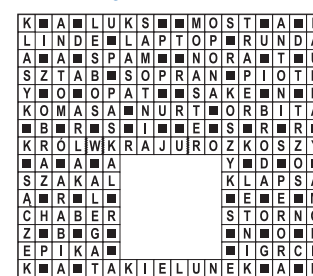 K■A■LUKS■■MOST■A■
LINDE■LAPTOP■RUND
A■A■SPAM■■NORA■T■
SZTAB■SOPRAN■PIOT
Y■O■OPAT■■SAKE■N■
KOMASA■NURT■ORBIT
■B■R■S■I■■E■S■R■R
KRÓLWKRAJUROZKOSZY
■A■A■A Y■D■O
SZAKAL KLAPS
Ą■R■L■ ■E■E■
CHABER STORN
Z■B■G■ ■N■O■
EPIKA■ ■IGRC
K■A■TAKIELUNEK■A■